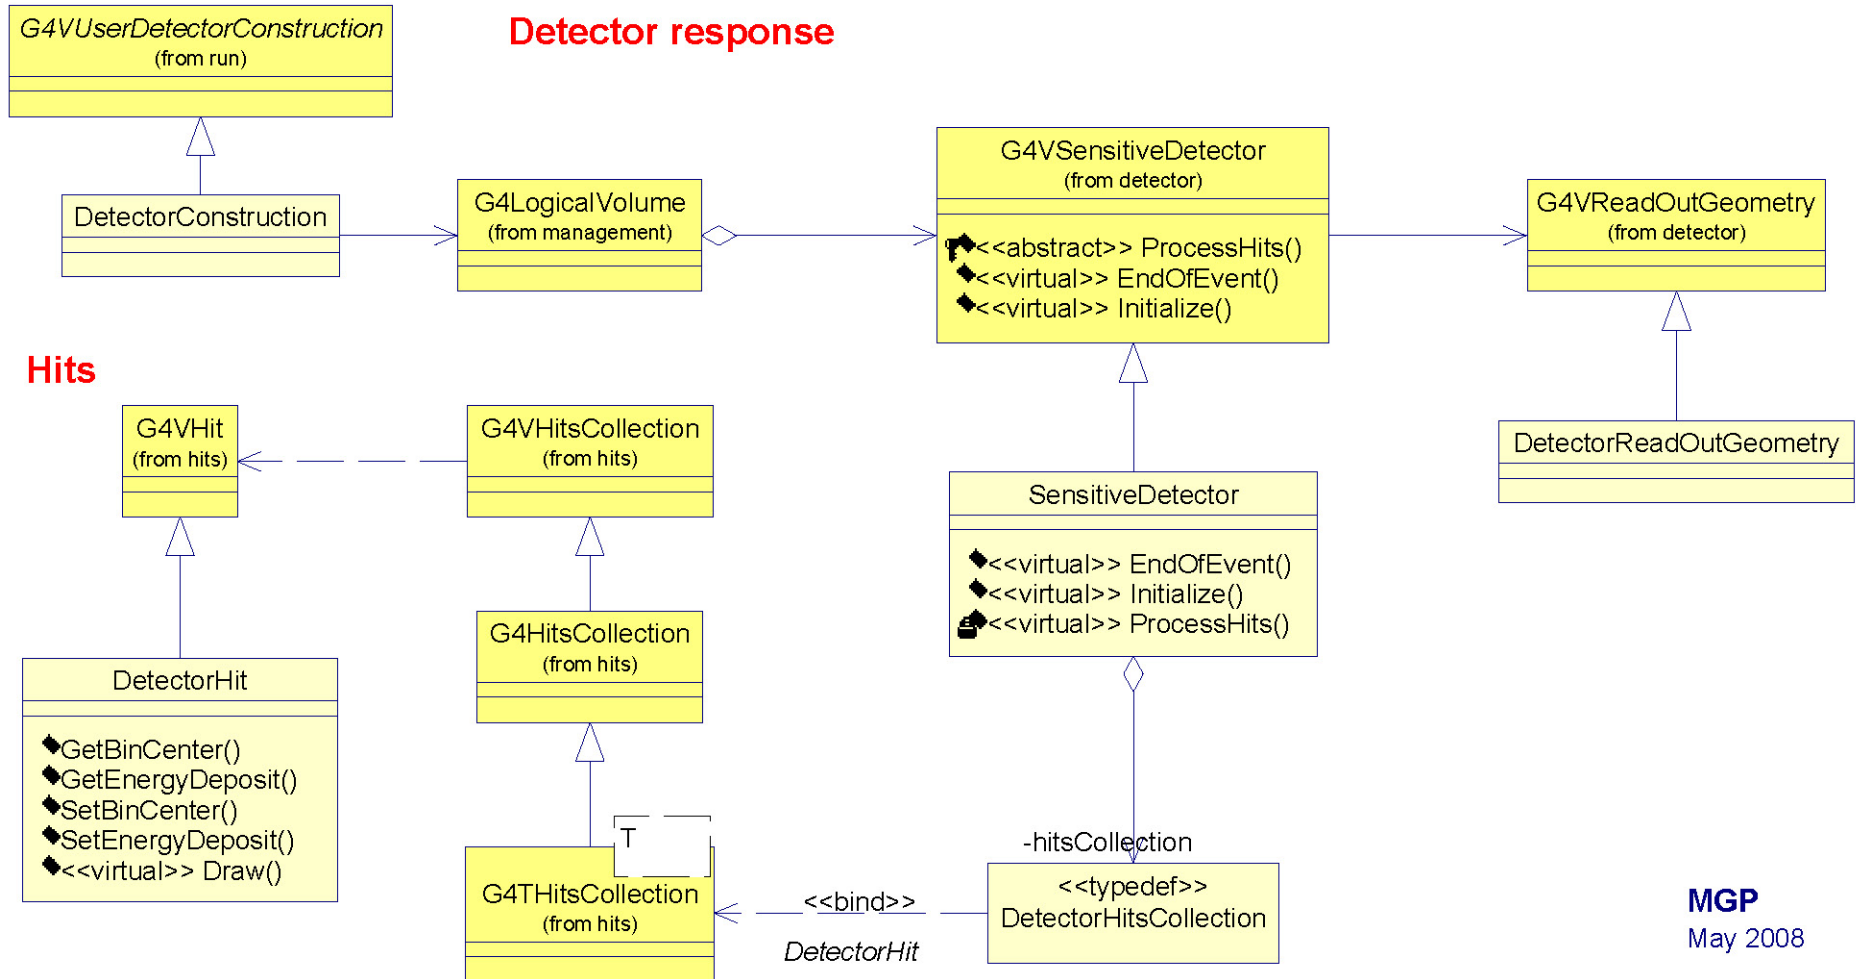 G4VUserDetectorConstruction
(from run)
Detector response
DetectorConstruction
G4LogicalVolume
(from management)
G4VSensitiveDetector
(from detector)
<<abstract>> ProcessHits()
<<virtual>> EndOfEvent()
<<virtual>> Initialize()
G4VReadOutGeometry
(from detector)
DetectorReadOutGeometry
Hits
G4VHit
(from hits)
G4VHitsCollection
(from hits)
SensitiveDetector
<<virtual>> EndOfEvent()
<<virtual>> Initialize()
<<virtual>> ProcessHits()
G4HitsCollection
(from hits)
DetectorHit
GetBinCenter()
GetEnergyDeposit()
SetBinCenter()
SetEnergyDeposit()
<<virtual>> Draw()
T
G4THitsCollection
(from hits)
<<bind>>
DetectorHit
-hitsCollection
<<typedef>>
DetectorHitsCollection
MGP
May 2008